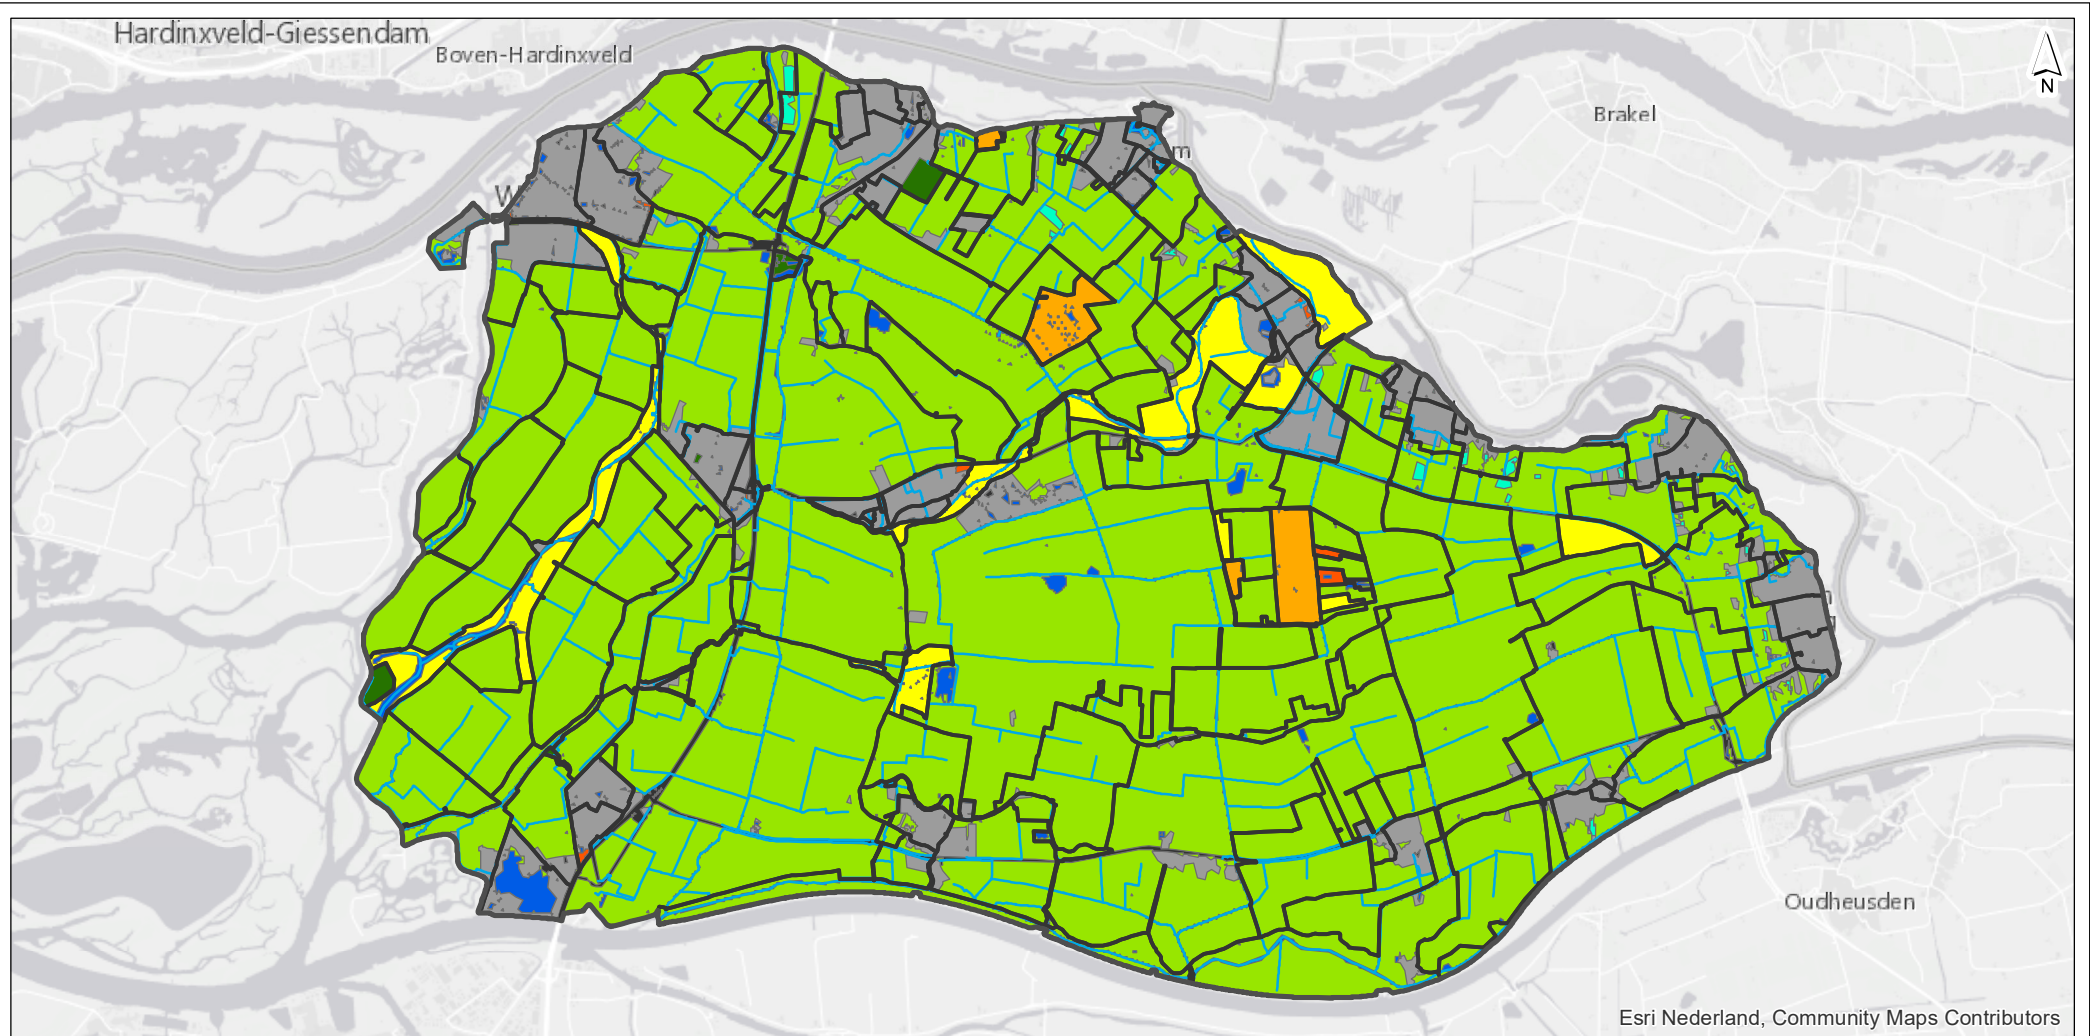 Hardinxveld-Giessendam
Boven-Hardinxveld
N
Brakel
Oudheusden
Esri Nederland, Community Maps Contributors